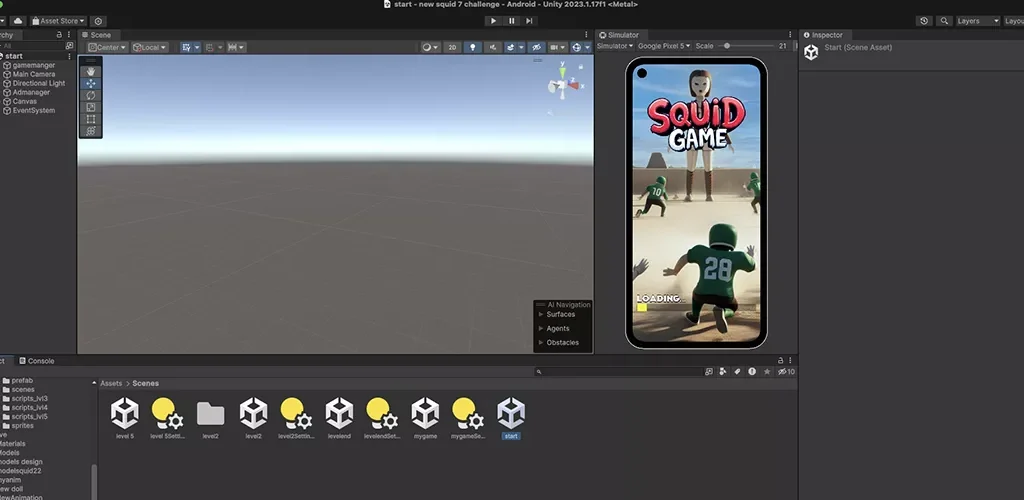 start - new squid 7 challenge - Android - Unity 2023.1.17f1 <Metal>
Asset Store
Layers
Layou
rchy
Scene
Simulator
Inspector
All
Center
Local
2D
Simulator
Google Pixel 5
Scale
21
Start (Scene Asset)
start
gamemanger
Main Camera
Directional Light
Admanager
Canvas
EventSystem
y
SQUID
GAME
10
28
LOADING
AI Navigation
Surfaces
Agents
Obstacles
ct
Console
10
prefab
scenes
scripts_lvl3
scripts_lvl4
scripts_lvl5
sprites
ve
Materials
Models
models design
modelsquid22
nyanim
ew doll
ewAnimation
Assets > Scenes
level 5
level 5Setti...
level2
level2
level2Settin...
levelend
levelendSet...
mygame
mygameSe...
start